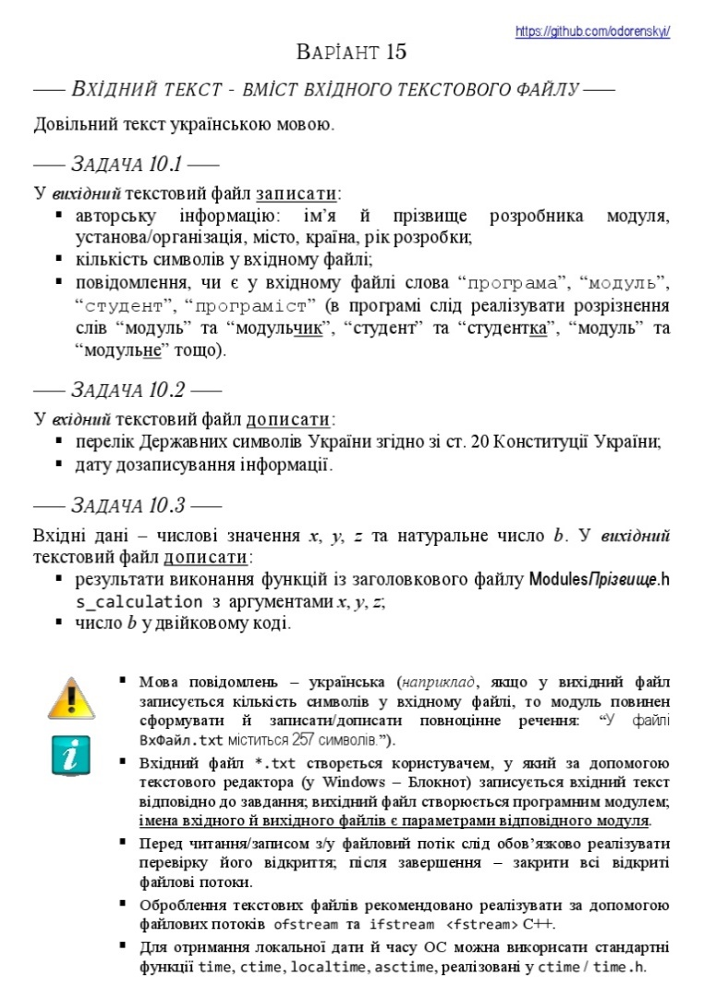 https://github.com/odorenskyi/
ВАРІАНТ 15
ВХІДНИЙ ТЕКСТ - ВМІСТ ВХІДНОГО ТЕКСТОВОГО ФАЙЛУ
Довільний текст українською мовою.
ЗАДАЧА 10.1
У вихідний текстовий файл записати:
▪ авторську інформацію: ім’я й прізвище розробника модуля,
установа/організація, місто, країна, рік розробки;
▪ кількість символів у вхідному файлі;
▪ повідомлення, чи є у вхідному файлі слова “програма”, “модуль”,
“студент”, “програміст” (в програмі слід реалізувати розрізнення
слів “модуль” та “модульчик”, “студент” та “студентка”, “модуль” та
“модульне” тощо).
ЗАДАЧА 10.2
У вхідний текстовий файл дописати:
▪ перелік Державних символів України згідно зі ст. 20 Конституції України;
▪ дату дозаписування інформації.
ЗАДАЧА 10.3
Вхідні дані – числові значення x, y, z та натуральне число b. У вихідний
текстовий файл дописати:
▪ результати виконання функцій із заголовкового файлу ModulesПрізвище.h
s_calculation з аргументами x, y, z;
▪ число b у двійковому коді.
▪ Мова повідомлень – українська (наприклад, якщо у вихідний файл
записується кількість символів у вхідному файлі, то модуль повинен
сформувати й записати/дописати повноцінне речення: “У файлі
ВхФайл.txt міститься 257 символів.”).
▪ Вхідний файл *.txt створється користувачем, у який за допомогою
текстового редактора (у Windows – Блокнот) записується вхідний текст
відповідно до завдання; вихідний файл створюється програмним модулем;
імена вхідного й вихідного файлів є параметрами відповідного модуля.
▪ Перед читання/записом з/у файловий потік слід обов’язково реалізувати
перевірку його відкриття; після завершення – закрити всі відкриті
файлові потоки.
▪ Оброблення текстових файлів рекомендовано реалізувати за допомогою
файлових потоків ofstream та ifstream <fstream> C++.
▪ Для отримання локальної дати й часу ОС можна використи стандартні
функції time, ctime, localtime, asctime, реалізовані у ctime / time.h.